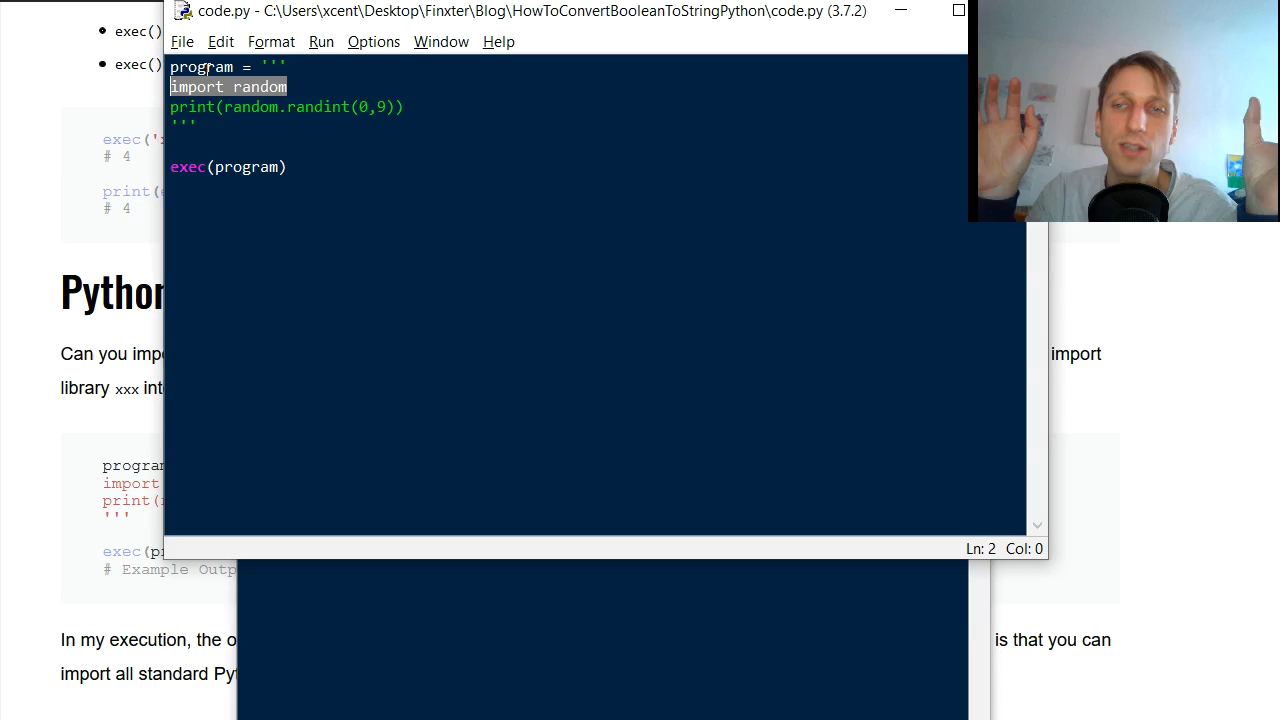 code.py - C:\Users\xcent\Desktop\Finxter\Blog\HowToConvertBooleanToStringPython\code.py (3.7.2)
File Edit Format Run Options Window Help
program = '''
import random
print(random.randint(0,9))
'''
exec(program)
Ln: 2 Col: 0
exec()
exec()
exec('
# 4
print(
# 4
Python
Can you imp
import
library xxx int
program
import
print(
'''
exec(p
# Example Outp
In my execution, the o
is that you can
import all standard Py